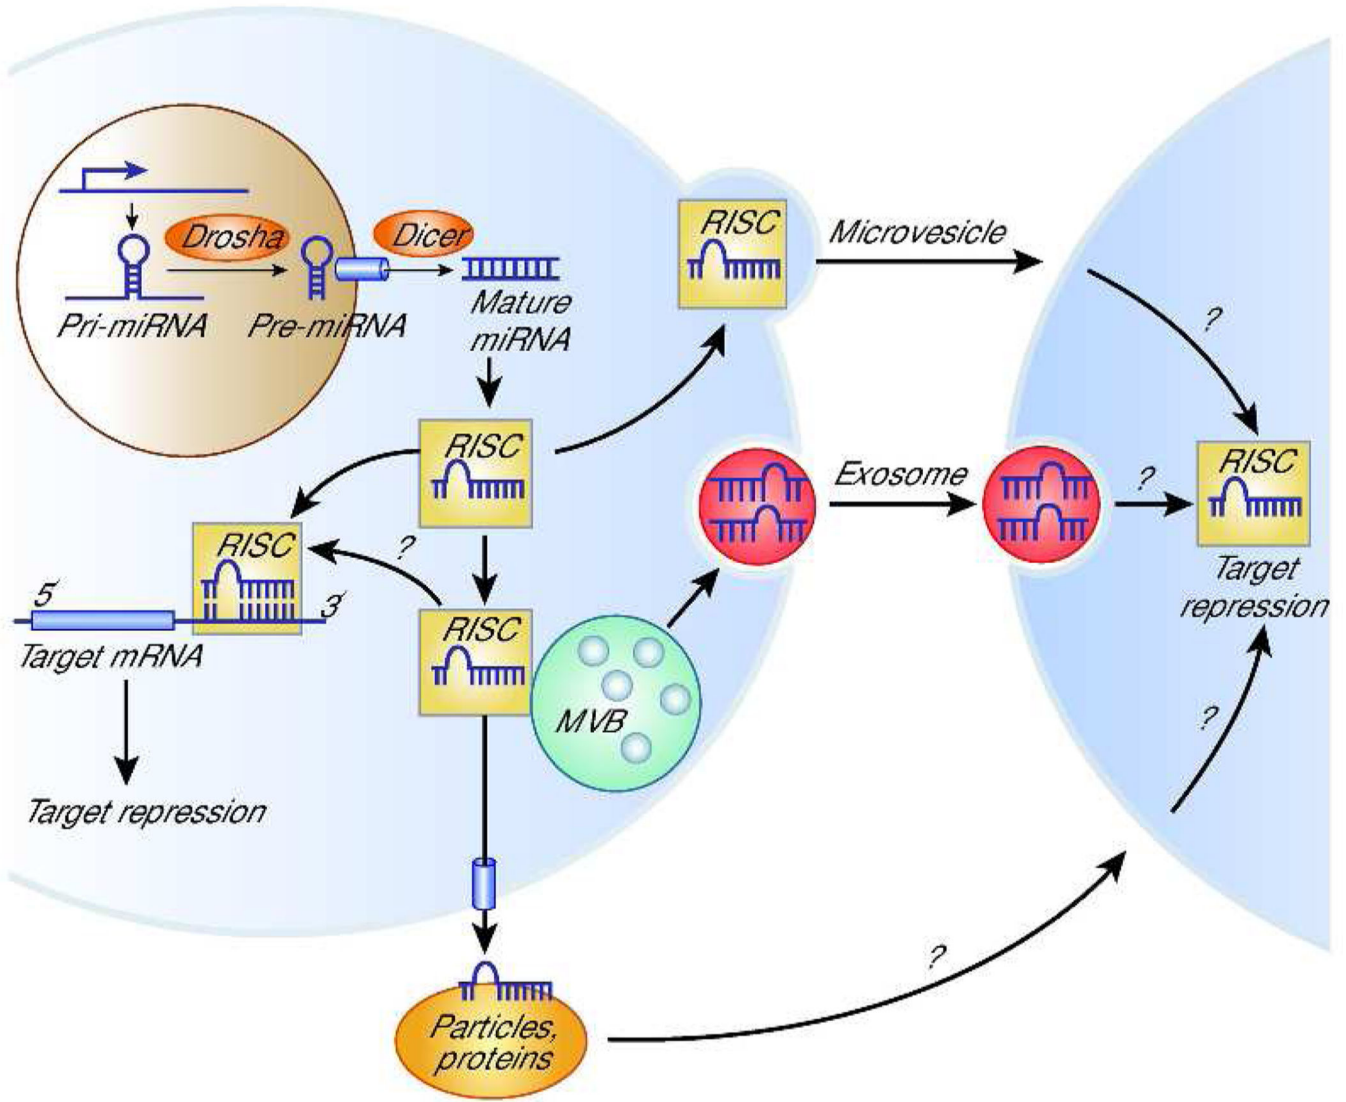 RISC
Microvesicle
Drosha
Dicer
Pri-miRNA
Pre-miRNA
Mature
miRNA
?
RISC
RISC
Exosome
?
RISC
Target
repression
RISC
?
5′
3′
Target mRNA
RISC
MVB
?
Target repression
?
Particles,
proteins